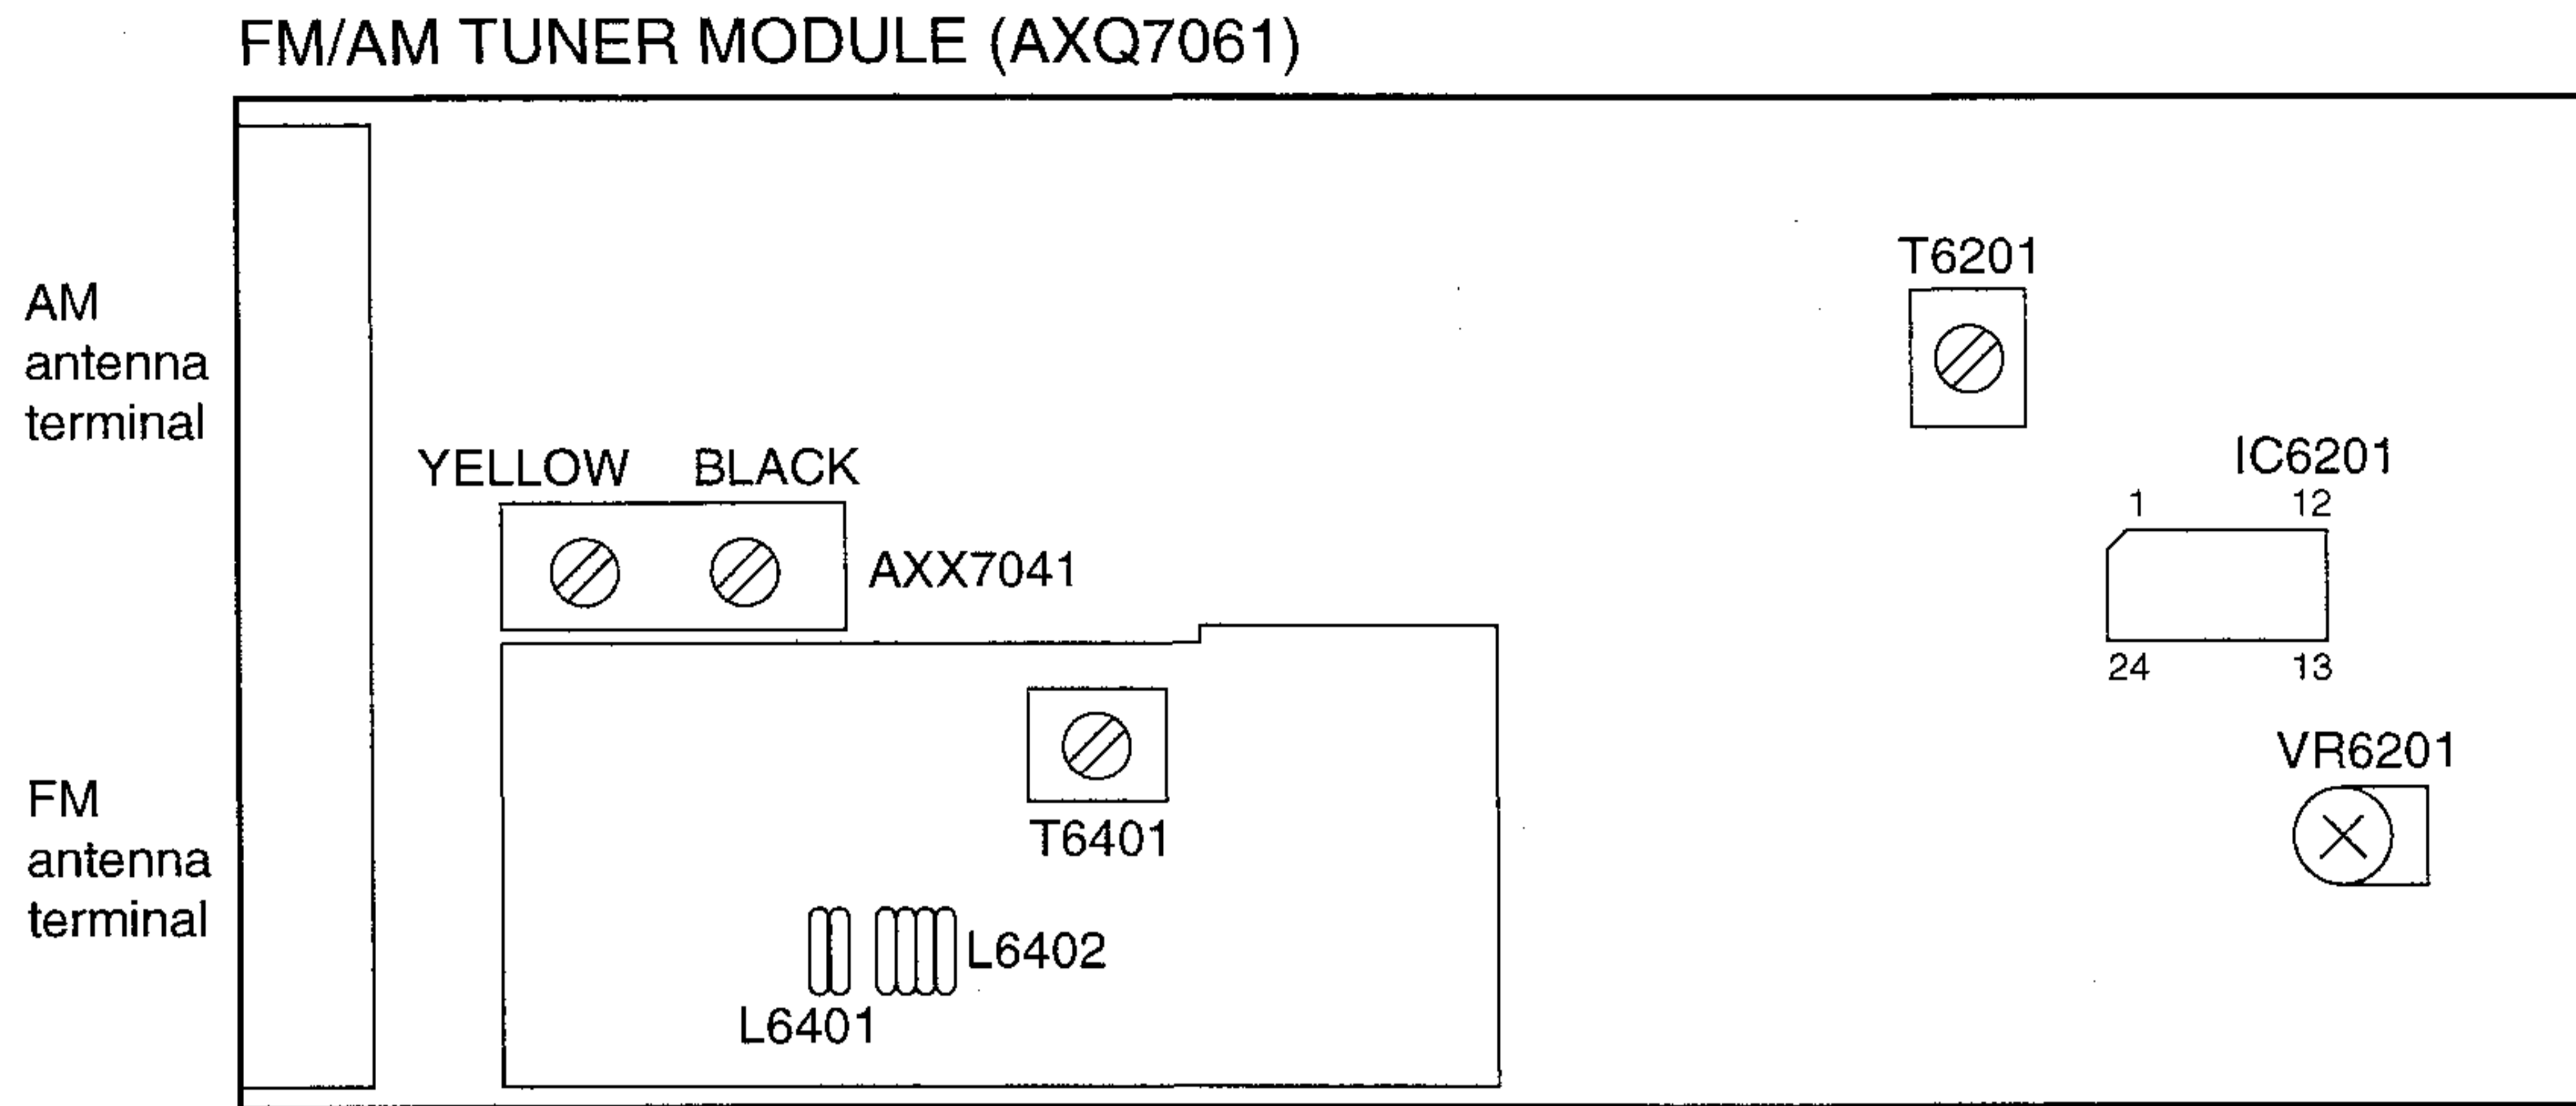 FM/AM TUNER MODULE (AXQ7061)
AM
antenna
terminal
T6201
YELLOW BLACK
AXX7041
IC6201
1 12
24 13
T6401
VR6201
FM
antenna
terminal
L6402
L6401